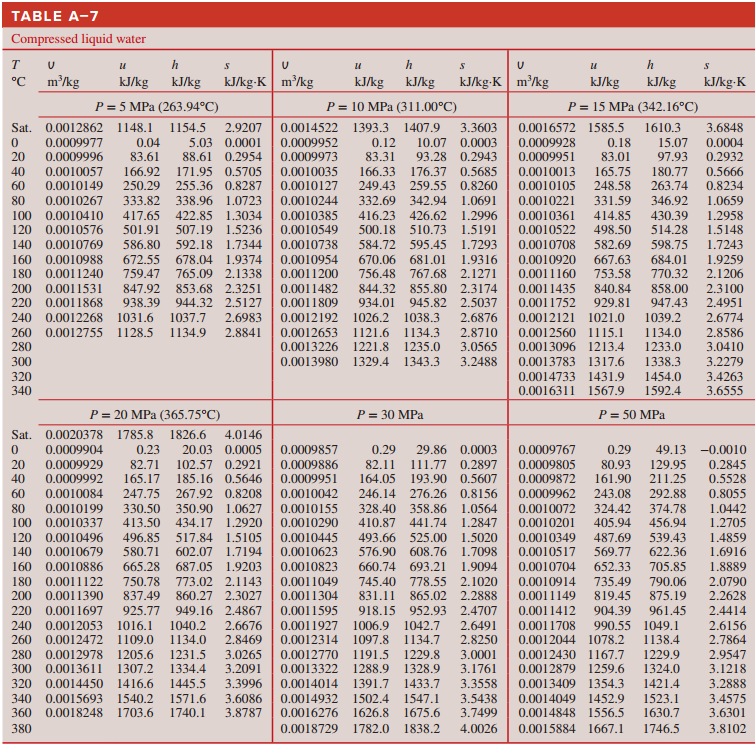 TABLE A–7
Compressed liquid water
T υ u h s υ u h s υ u h s
°C m³/kg kJ/kg kJ/kg kJ/kg·K m³/kg kJ/kg kJ/kg kJ/kg·K m³/kg kJ/kg kJ/kg kJ/kg·K
P = 5 MPa (263.94°C) P = 10 MPa (311.00°C) P = 15 MPa (342.16°C)
Sat. 0.0012862 1148.1 1154.5 2.9207 0.0014522 1393.3 1407.9 3.3603 0.0016572 1585.5 1610.3 3.6848
0 0.0009977 0.04 5.03 0.0001 0.0009952 0.12 10.07 0.0003 0.0009928 0.18 15.07 0.0004
20 0.0009996 83.61 88.61 0.2954 0.0009973 83.31 93.28 0.2943 0.0009951 83.01 97.93 0.2932
40 0.0010057 166.92 171.95 0.5705 0.0010035 166.33 176.37 0.5685 0.0010013 165.75 180.77 0.5666
60 0.0010149 250.29 255.36 0.8287 0.0010127 249.43 259.55 0.8260 0.0010105 248.58 263.74 0.8234
80 0.0010267 333.82 338.96 1.0723 0.0010244 332.69 342.94 1.0691 0.0010221 331.59 346.92 1.0659
100 0.0010410 417.65 422.85 1.3034 0.0010385 416.23 426.62 1.2996 0.0010361 414.85 430.39 1.2958
120 0.0010576 501.91 507.19 1.5236 0.0010549 500.18 510.73 1.5191 0.0010522 498.50 514.28 1.5148
140 0.0010769 586.80 592.18 1.7344 0.0010738 584.72 595.45 1.7293 0.0010708 582.69 598.75 1.7243
160 0.0010988 672.55 678.04 1.9374 0.0010954 670.06 681.01 1.9316 0.0010920 667.63 684.01 1.9259
180 0.0011240 759.47 765.09 2.1338 0.0011200 756.48 767.68 2.1271 0.0011160 753.58 770.32 2.1206
200 0.0011531 847.92 853.68 2.3251 0.0011482 844.32 855.80 2.3174 0.0011435 840.84 858.00 2.3100
220 0.0011868 938.39 944.32 2.5127 0.0011809 934.01 945.82 2.5037 0.0011752 929.81 947.43 2.4951
240 0.0012268 1031.6 1037.7 2.6983 0.0012192 1026.2 1038.3 2.6876 0.0012121 1021.0 1039.2 2.6774
260 0.0012755 1128.5 1134.9 2.8841 0.0012653 1121.6 1134.3 2.8710 0.0012560 1115.1 1134.0 2.8586
280 0.0013226 1221.8 1235.0 3.0565 0.0013096 1213.4 1233.0 3.0410
300 0.0013980 1329.4 1343.3 3.2488 0.0013783 1317.6 1338.3 3.2279
320 0.0014733 1431.9 1454.0 3.4263
340 0.0016311 1567.9 1592.4 3.6555
P = 20 MPa (365.75°C) P = 30 MPa P = 50 MPa
Sat. 0.0020378 1785.8 1826.6 4.0146
0 0.0009904 0.23 20.03 0.0005 0.0009857 0.29 29.86 0.0003 0.0009767 0.29 49.13 −0.0010
20 0.0009929 82.71 102.57 0.2921 0.0009886 82.11 111.77 0.2897 0.0009805 80.93 129.95 0.2845
40 0.0009992 165.17 185.16 0.5646 0.0009951 164.05 193.90 0.5607 0.0009872 161.90 211.25 0.5528
60 0.0010084 247.75 267.92 0.8208 0.0010042 246.14 276.26 0.8156 0.0009962 243.08 292.88 0.8055
80 0.0010199 330.50 350.90 1.0627 0.0010155 328.40 358.86 1.0564 0.0010072 324.42 374.78 1.0442
100 0.0010337 413.50 434.17 1.2920 0.0010290 410.87 441.74 1.2847 0.0010201 405.94 456.94 1.2705
120 0.0010496 496.85 517.84 1.5105 0.0010445 493.66 525.00 1.5020 0.0010349 487.69 539.43 1.4859
140 0.0010679 580.71 602.07 1.7194 0.0010623 576.90 608.76 1.7098 0.0010517 569.77 622.36 1.6916
160 0.0010886 665.28 687.05 1.9203 0.0010823 660.74 693.21 1.9094 0.0010704 652.33 705.85 1.8889
180 0.0011122 750.78 773.02 2.1143 0.0011049 745.40 778.55 2.1020 0.0010914 735.49 790.06 2.0790
200 0.0011390 837.49 860.27 2.3027 0.0011304 831.11 865.02 2.2888 0.0011149 819.45 875.19 2.2628
220 0.0011697 925.77 949.16 2.4867 0.0011595 918.15 952.93 2.4707 0.0011412 904.39 961.45 2.4414
240 0.0012053 1016.1 1040.2 2.6676 0.0011927 1006.9 1042.7 2.6491 0.0011708 990.55 1049.1 2.6156
260 0.0012472 1109.0 1134.0 2.8469 0.0012314 1097.8 1134.7 2.8250 0.0012044 1078.2 1138.4 2.7864
280 0.0012978 1205.6 1231.5 3.0265 0.0012770 1191.5 1229.8 3.0001 0.0012430 1167.7 1229.9 2.9547
300 0.0013611 1307.2 1334.4 3.2091 0.0013322 1288.9 1328.9 3.1761 0.0012879 1259.6 1324.0 3.1218
320 0.0014450 1416.6 1445.5 3.3996 0.0014014 1391.7 1433.7 3.3558 0.0013409 1354.3 1421.4 3.2888
340 0.0015693 1540.2 1571.6 3.6086 0.0014932 1502.4 1547.1 3.5438 0.0014049 1452.9 1523.1 3.4575
360 0.0018248 1703.6 1740.1 3.8787 0.0016276 1626.8 1675.6 3.7499 0.0014848 1556.5 1630.7 3.6301
380 0.0018729 1782.0 1838.2 4.0026 0.0015884 1667.1 1746.5 3.8102